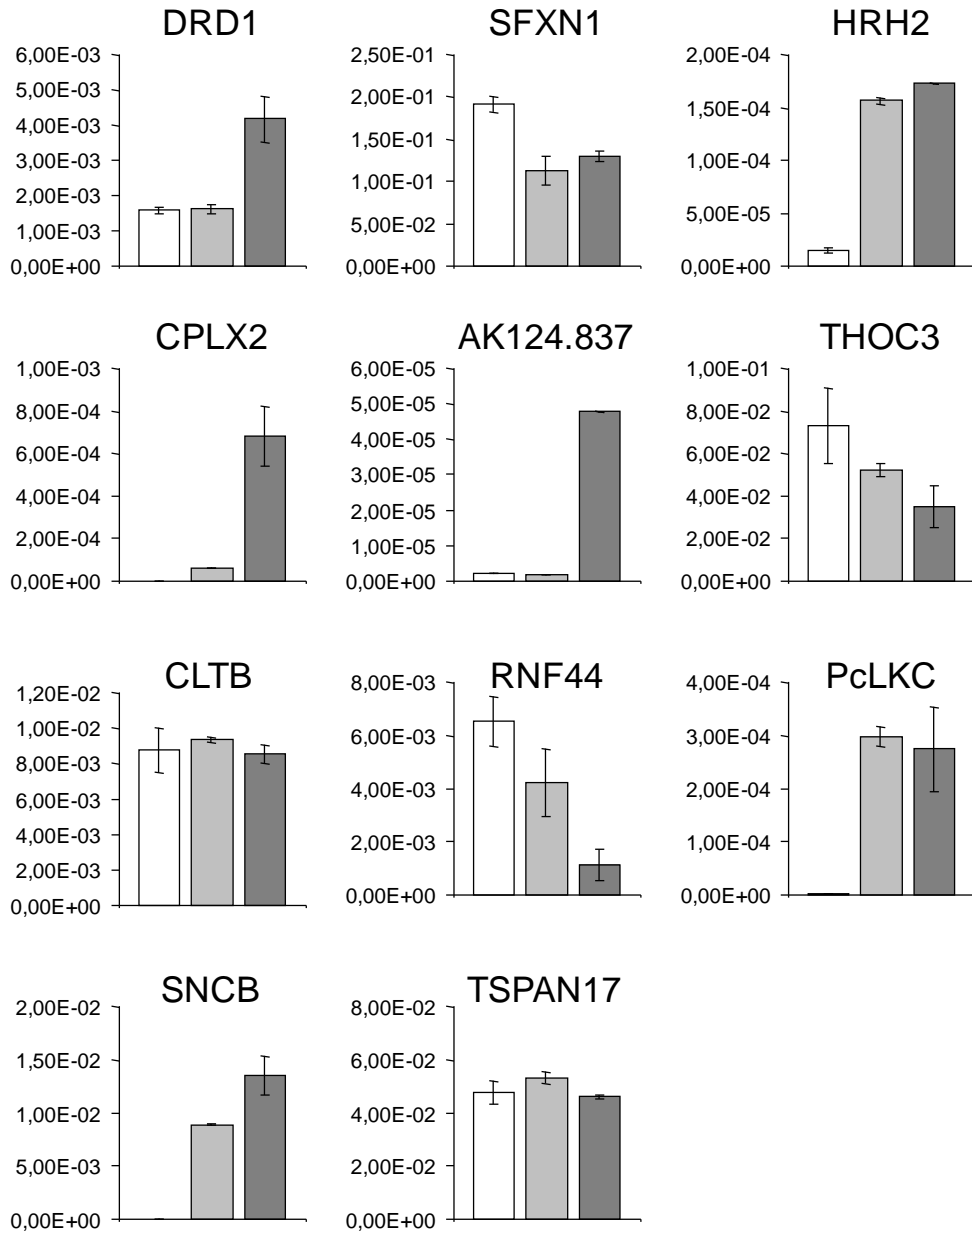 DRD1
6,00E-03
5,00E-03
4,00E-03
3,00E-03
2,00E-03
1,00E-03
0,00E+00
SFXN1
2,50E-01
2,00E-01
1,50E-01
1,00E-01
5,00E-02
0,00E+00
HRH2
2,00E-04
1,50E-04
1,00E-04
5,00E-05
0,00E+00
CPLX2
1,00E-03
8,00E-04
6,00E-04
4,00E-04
2,00E-04
0,00E+00
AK124.837
6,00E-05
5,00E-05
4,00E-05
3,00E-05
2,00E-05
1,00E-05
0,00E+00
THOC3
1,00E-01
8,00E-02
6,00E-02
4,00E-02
2,00E-02
0,00E+00
CLTB
1,20E-02
1,00E-02
8,00E-03
6,00E-03
4,00E-03
2,00E-03
0,00E+00
RNF44
8,00E-03
6,00E-03
4,00E-03
2,00E-03
0,00E+00
PcLKC
4,00E-04
3,00E-04
2,00E-04
1,00E-04
0,00E+00
SNCB
2,00E-02
1,50E-02
1,00E-02
5,00E-03
0,00E+00
TSPAN17
8,00E-02
6,00E-02
4,00E-02
2,00E-02
0,00E+00